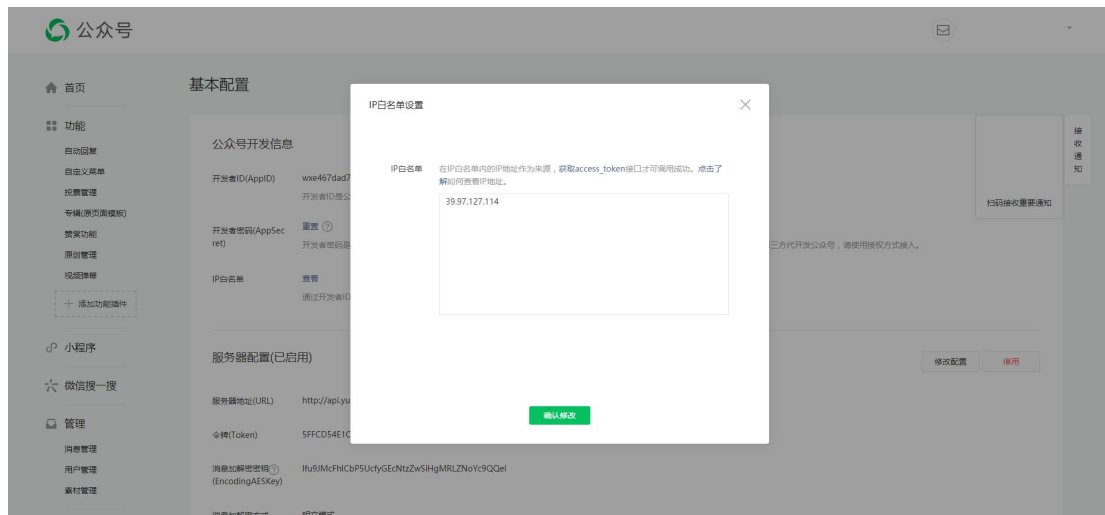 公众号
首页
基本配置
IP白名单设置
功能
自动回复
自定义菜单
投票管理
专辑(原页面模板)
赞赏功能
原创管理
视频弹幕
添加功能插件
小程序
微信搜一搜
管理
消息管理
用户管理
素材管理
公众号开发信息
开发者ID(AppID)
wxe467dad7
开发者ID是公
开发者密码(AppSec
ret)
重置
开发者密码是
三方代开发公众号，请使用授权方式接入。
IP白名单
查看
通过开发者ID
IP白名单
在IP白名单内的IP地址作为来源，获取access_token接口才可调用成功。点击了
解如何查看IP地址。
39.97.127.114
确认修改
接收通知
扫码接收重要通知
服务器配置(已启用)
修改配置
停用
服务器地址(URL)
http://api.yu
令牌(Token)
5FFCD54E1C
消息加解密密钥
(EncodingAESKey)
消息加解密方式
明文模式